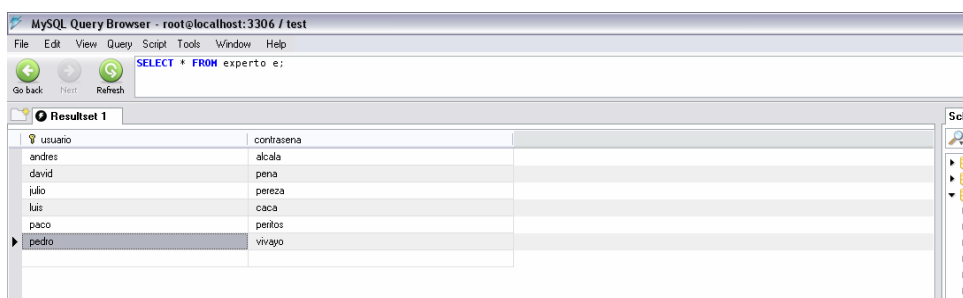 MySQL Query Browser - root@localhost:3306 / test
File Edit View Query Script Tools Window Help
SELECT * FROM experto e;
Go back Next Refresh
Resultset 1
usuario contrasena
andres alcala
david pena
julio pereza
luis caca
paco peritos
pedro vivayo